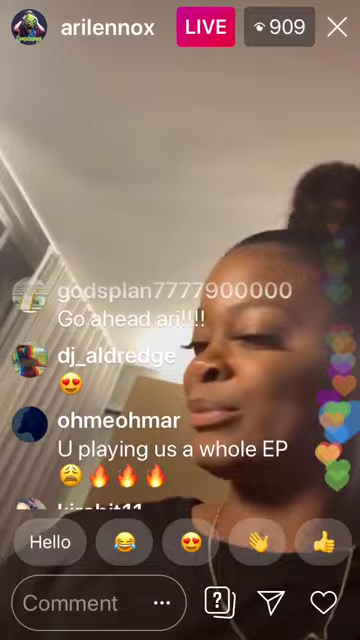 arilennox
LIVE
909
godsplan7777900000
Go ahead ari!!!!
dj_aldredge
😍
ohmeohmar
U playing us a whole EP
😩🔥🔥🔥
Hello
😂
😍
👋
👍
Comment